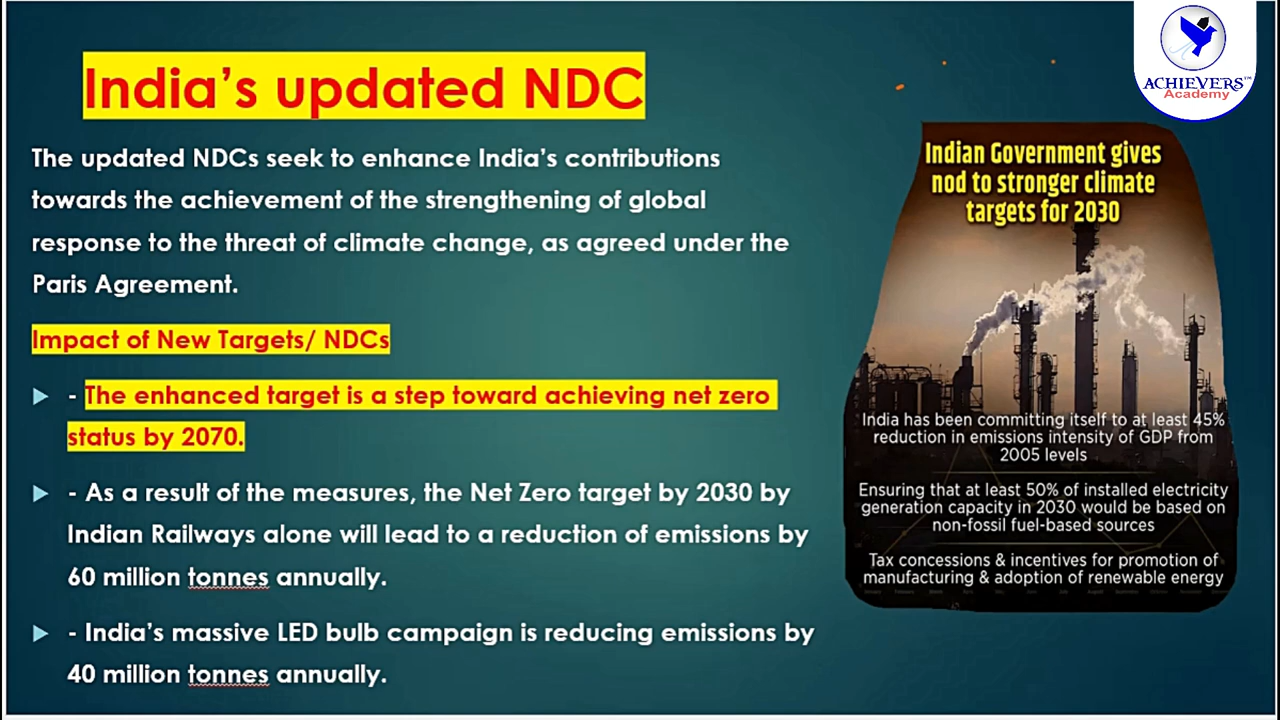 India's updated NDC
The updated NDCs seek to enhance India's contributions
towards the achievement of the strengthening of global
response to the threat of climate change, as agreed under the
Paris Agreement.
Impact of New Targets/ NDCs
- The enhanced target is a step toward achieving net zero
status by 2070.
- As a result of the measures, the Net Zero target by 2030 by
Indian Railways alone will lead to a reduction of emissions by
60 million tonnes annually.
- India's massive LED bulb campaign is reducing emissions by
40 million tonnes annually.
ACHIEVERS™
Academy
Indian Government gives
nod to stronger climate
targets for 2030
India has been committing itself to at least 45%
reduction in emissions intensity of GDP from
2005 levels
Ensuring that at least 50% of installed electricity
generation capacity in 2030 would be based on
non-fossil fuel-based sources
Tax concessions & incentives for promotion of
manufacturing & adoption of renewable energy